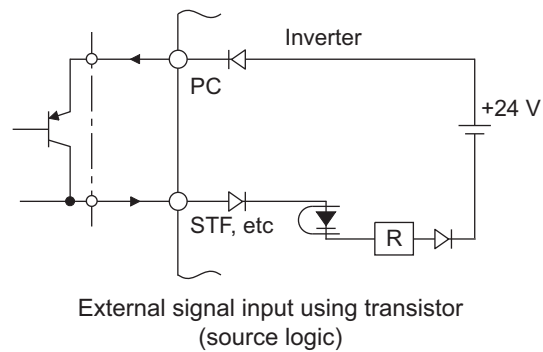 Inverter
PC
+24 V
STF, etc
R
External signal input using transistor
(source logic)